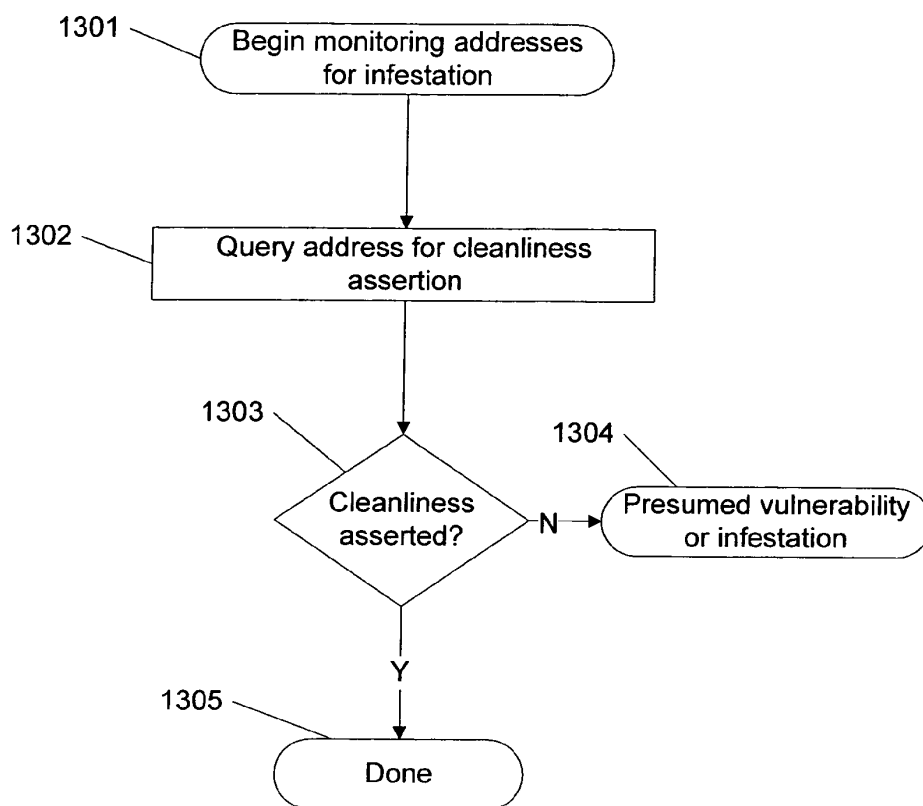 1301
Begin monitoring addresses
for infestation
1302
Query address for cleanliness
assertion
1303
Cleanliness
asserted?
N
1304
Presumed vulnerability
or infestation
Y
1305
Done